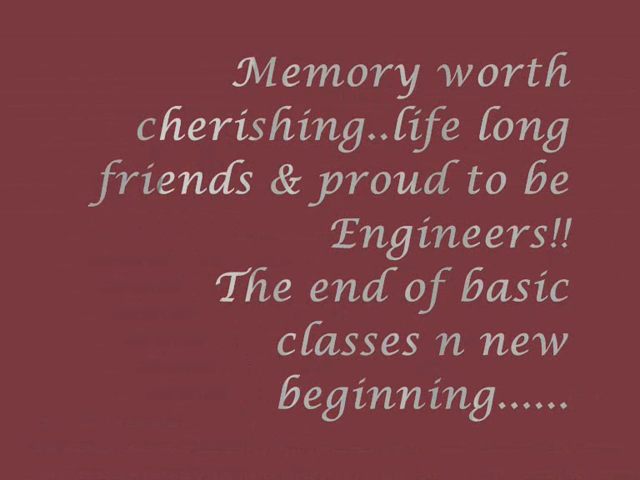 Memory worth
cherishing..life long
friends & proud to be
Engineers!!
The end of basic
classes n new
beginning......